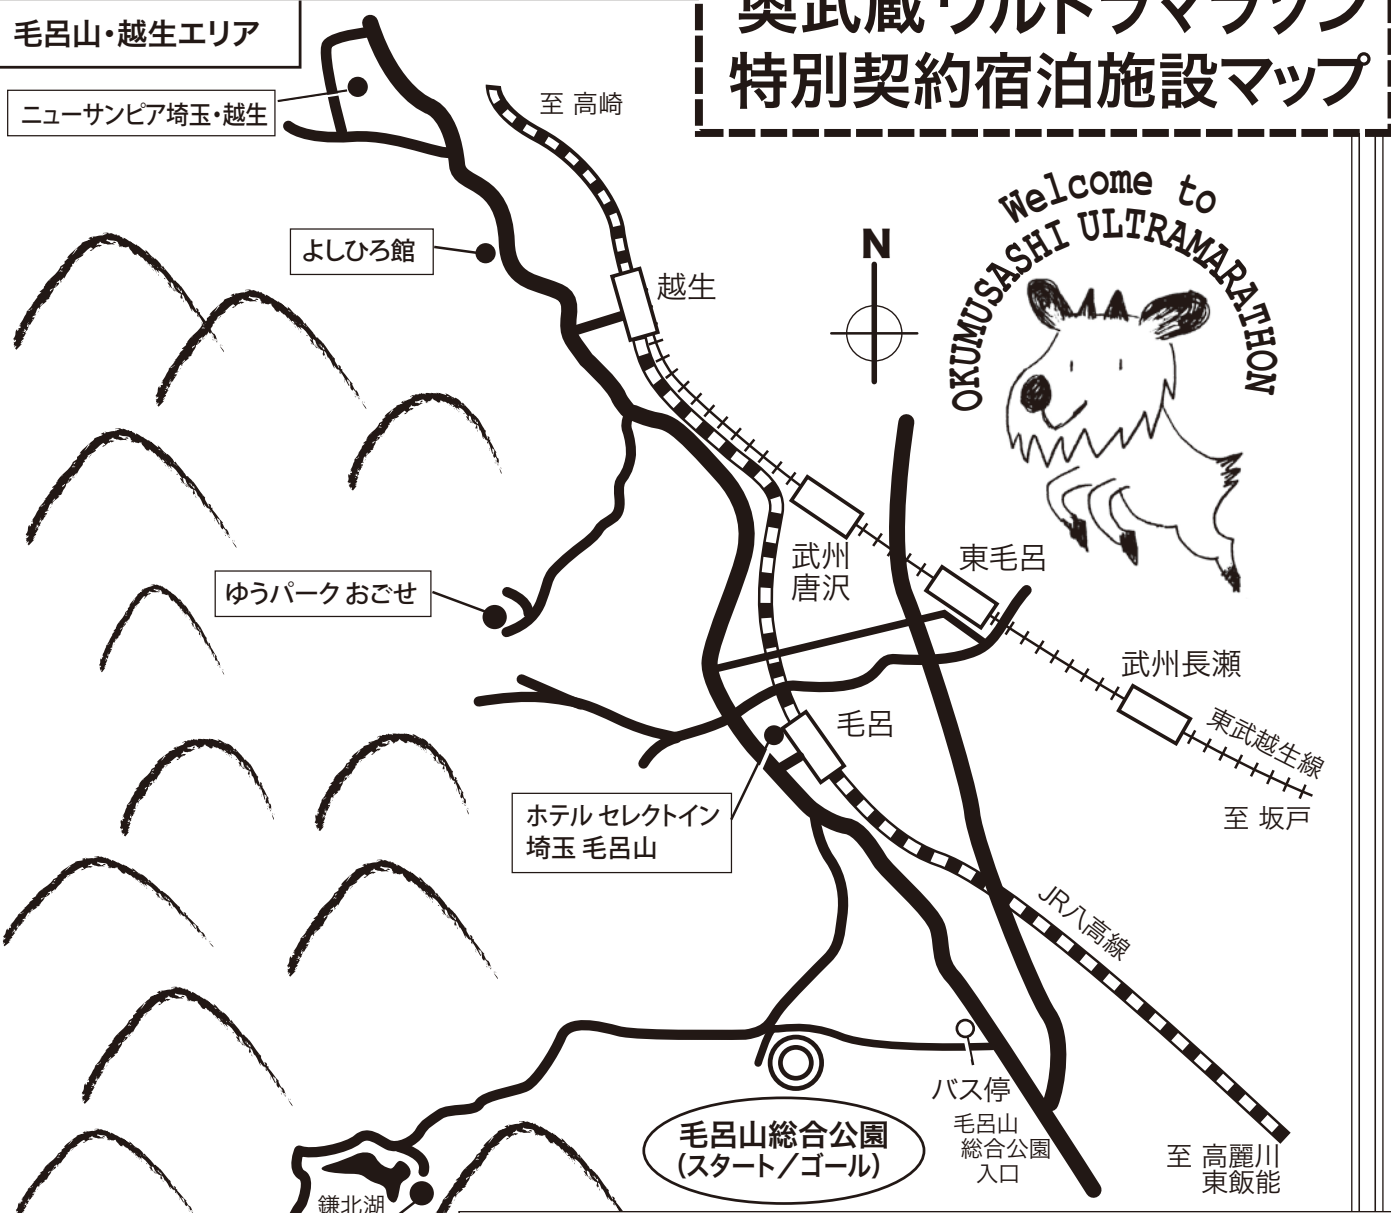 毛呂山・越生エリア
奥武蔵ウルトラマラソン
特別契約宿泊施設マップ
ニューサンピア埼玉・越生
至 高崎
Welcome to
OKUMUSASHI ULTRAMARATHON
N
よしひろ館
越生
武州
唐沢
東毛呂
ゆうパーク おごせ
武州長瀬
東武越生線
至 坂戸
毛呂
ホテル セレクトイン
埼玉 毛呂山
JR八高線
バス停
毛呂山
総合公園
入口
毛呂山総合公園
(スタート／ゴール)
至 高麗川
東飯能
鎌北湖